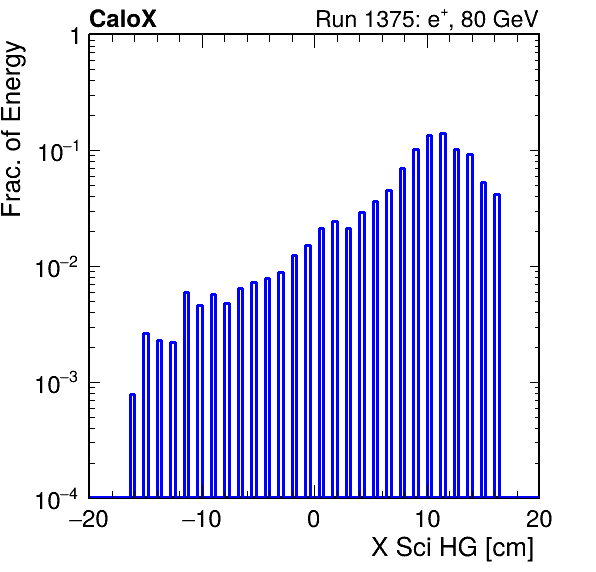 CaloX
Run 1375: e+, 80 GeV
Frac. of Energy
1
10−1
10−2
10−3
10−4
−20
−10
0
10
20
X Sci HG [cm]